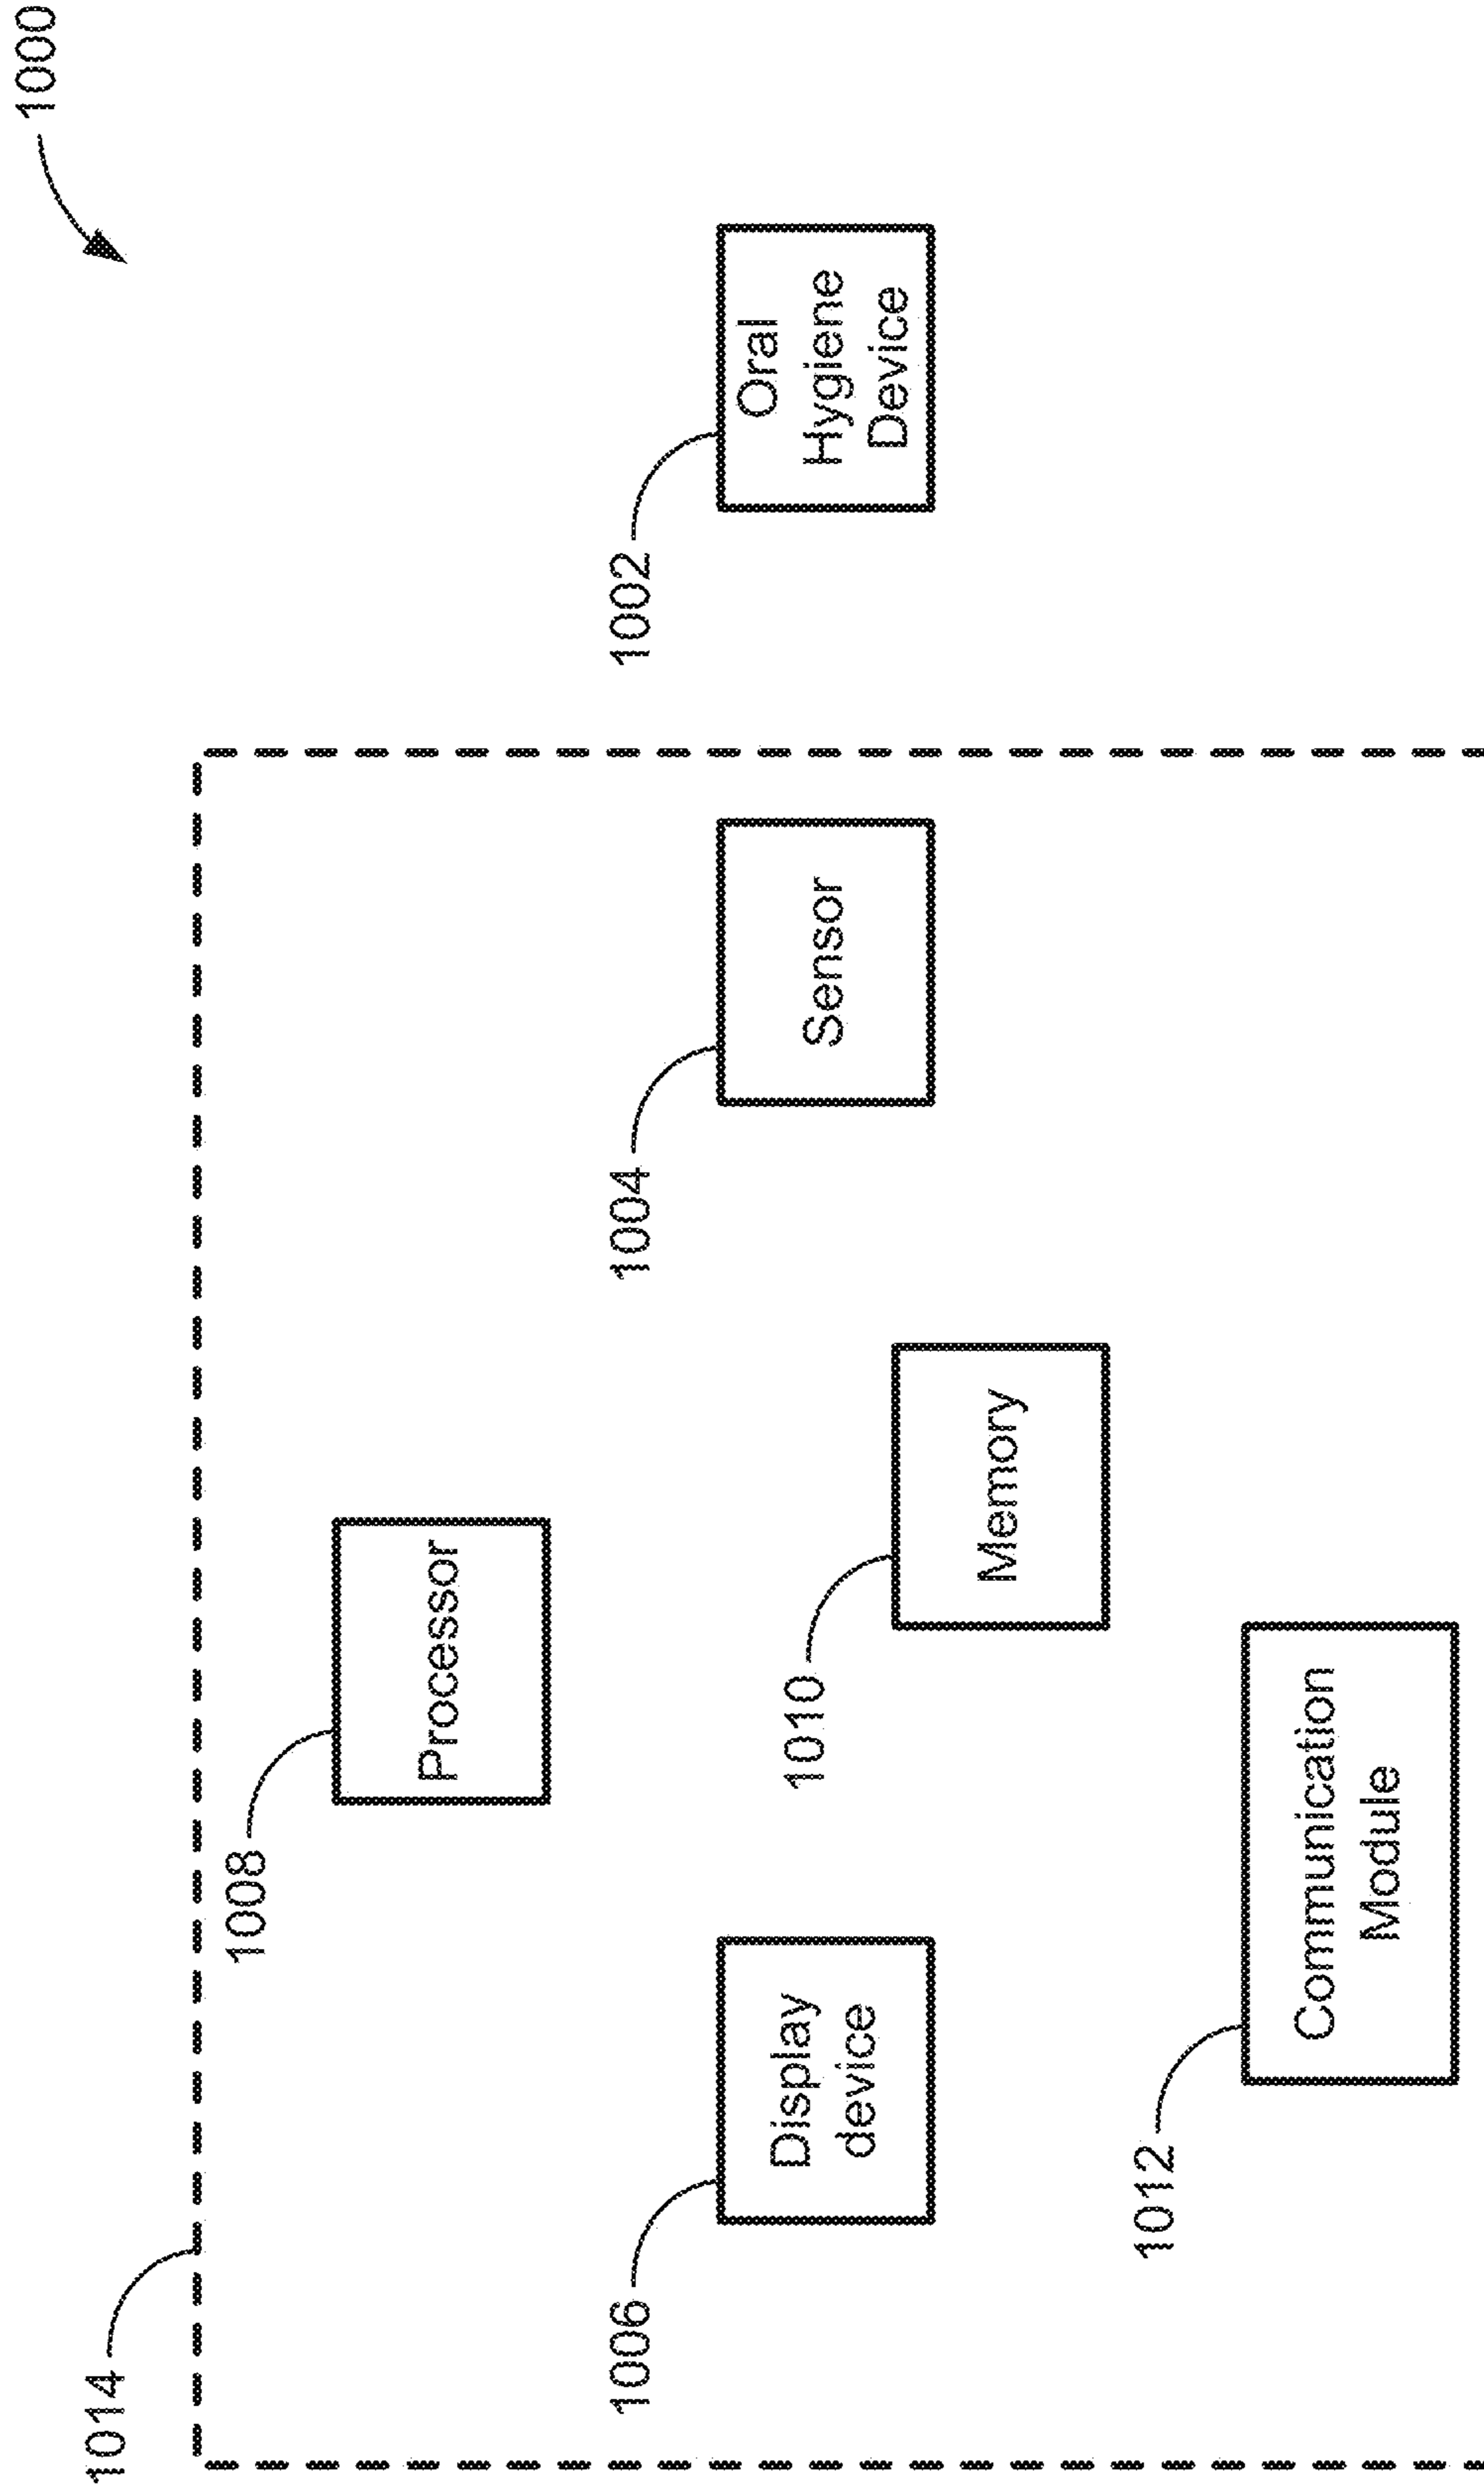 1000
1014
1008
Processor
1006
Display
device
1010
Memory
1004
Sensor
1002
Oral
Hygiene
Device
1012
Communication
Module